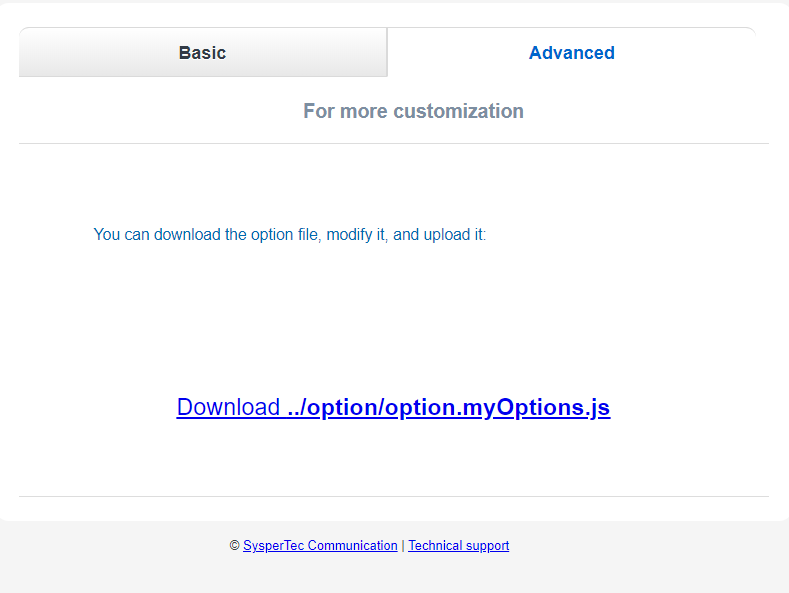 Basic
Advanced
For more customization
You can download the option file, modify it, and upload it:
Download ../option/option.myOptions.js
© SysperTec Communication | Technical support